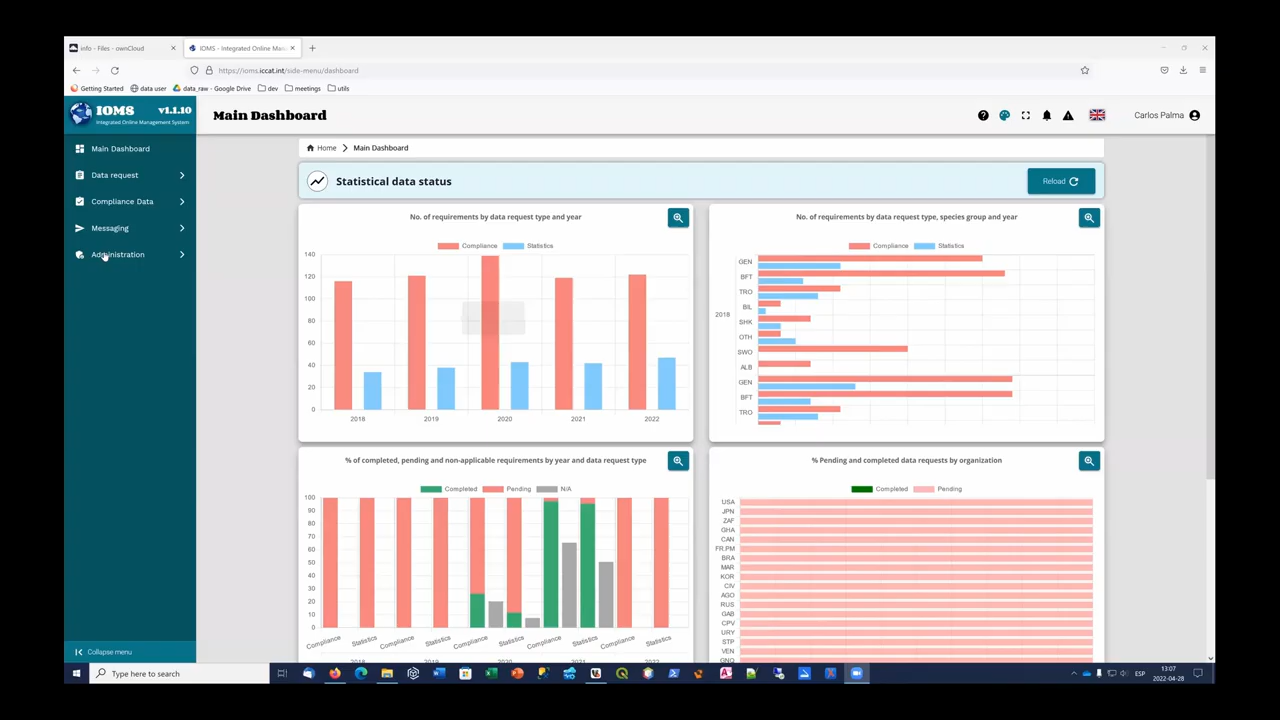 info - Files - ownCloud
IOMS - Integrated Online Man
https://ioms.iccat.int/side-menu/dashboard
Getting Started
data user
data_raw - Google Drive
dev
meetings
utils
IOMS v1.1.10
Integrated Online Management System
Main Dashboard
Carlos Palma
Main Dashboard
Data request
Compliance Data
Messaging
Administration
Collapse menu
Home
Main Dashboard
Statistical data status
Reload
No. of requirements by data request type and year
Compliance
Statistics
140
120
100
80
60
40
20
0
2018
2019
2020
2021
2022
No. of requirements by data request type, species group and year
Compliance
Statistics
2018
GEN
BFT
TRO
BIL
SHK
OTH
SWO
ALB
GEN
BFT
TRO
% of completed, pending and non-applicable requirements by year and data request type
Completed
Pending
N/A
100
90
80
70
60
50
40
30
20
10
0
Compliance
Statistics
Compliance
Statistics
Compliance
Statistics
Compliance
Statistics
Compliance
Statistics
2018
2019
2020
2021
2022
% Pending and completed data requests by organization
Completed
Pending
USA
JPN
ZAF
GHA
CAN
FR.PM
BRA
MAR
KOR
CIV
AGO
RUS
GAB
CPV
URY
STP
VEN
GNQ
Type here to search
ESP
13:07
2022-04-28